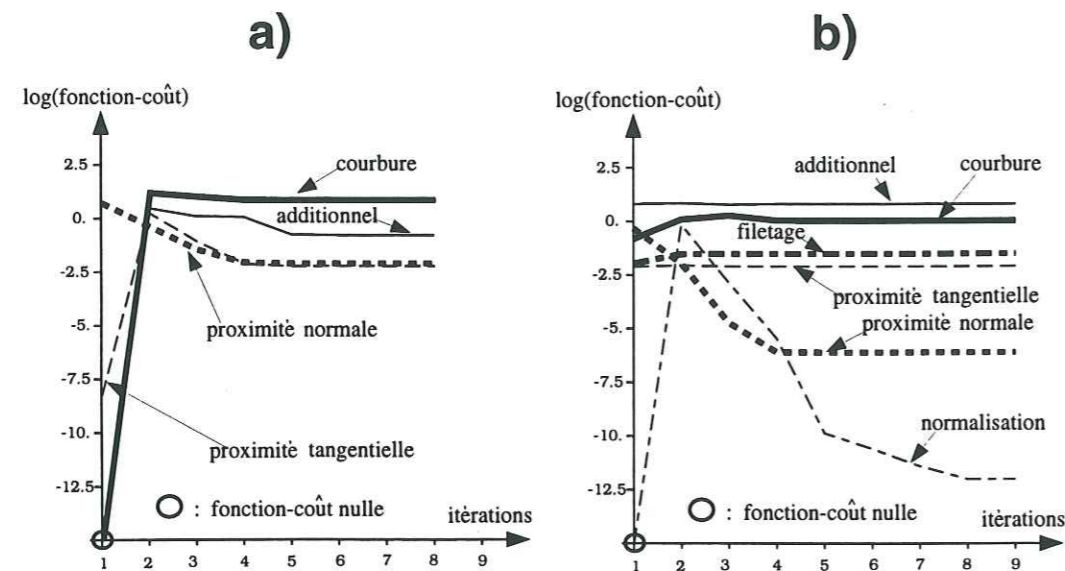 a)
log(fonction-coût)
2.5
0.
-2.5
-5.
-7.5
-10.
-12.5
courbure
additionnel
proximité normale
proximité tangentielle
: fonction-coût nulle
itérations
1 2 3 4 5 6 7 8 9
b)
log(fonction-coût)
2.5
0.
-2.5
-5.
-7.5
-10.
-12.5
additionnel
courbure
filetage
proximité tangentielle
proximité normale
normalisation
: fonction-coût nulle
itérations
1 2 3 4 5 6 7 8 9